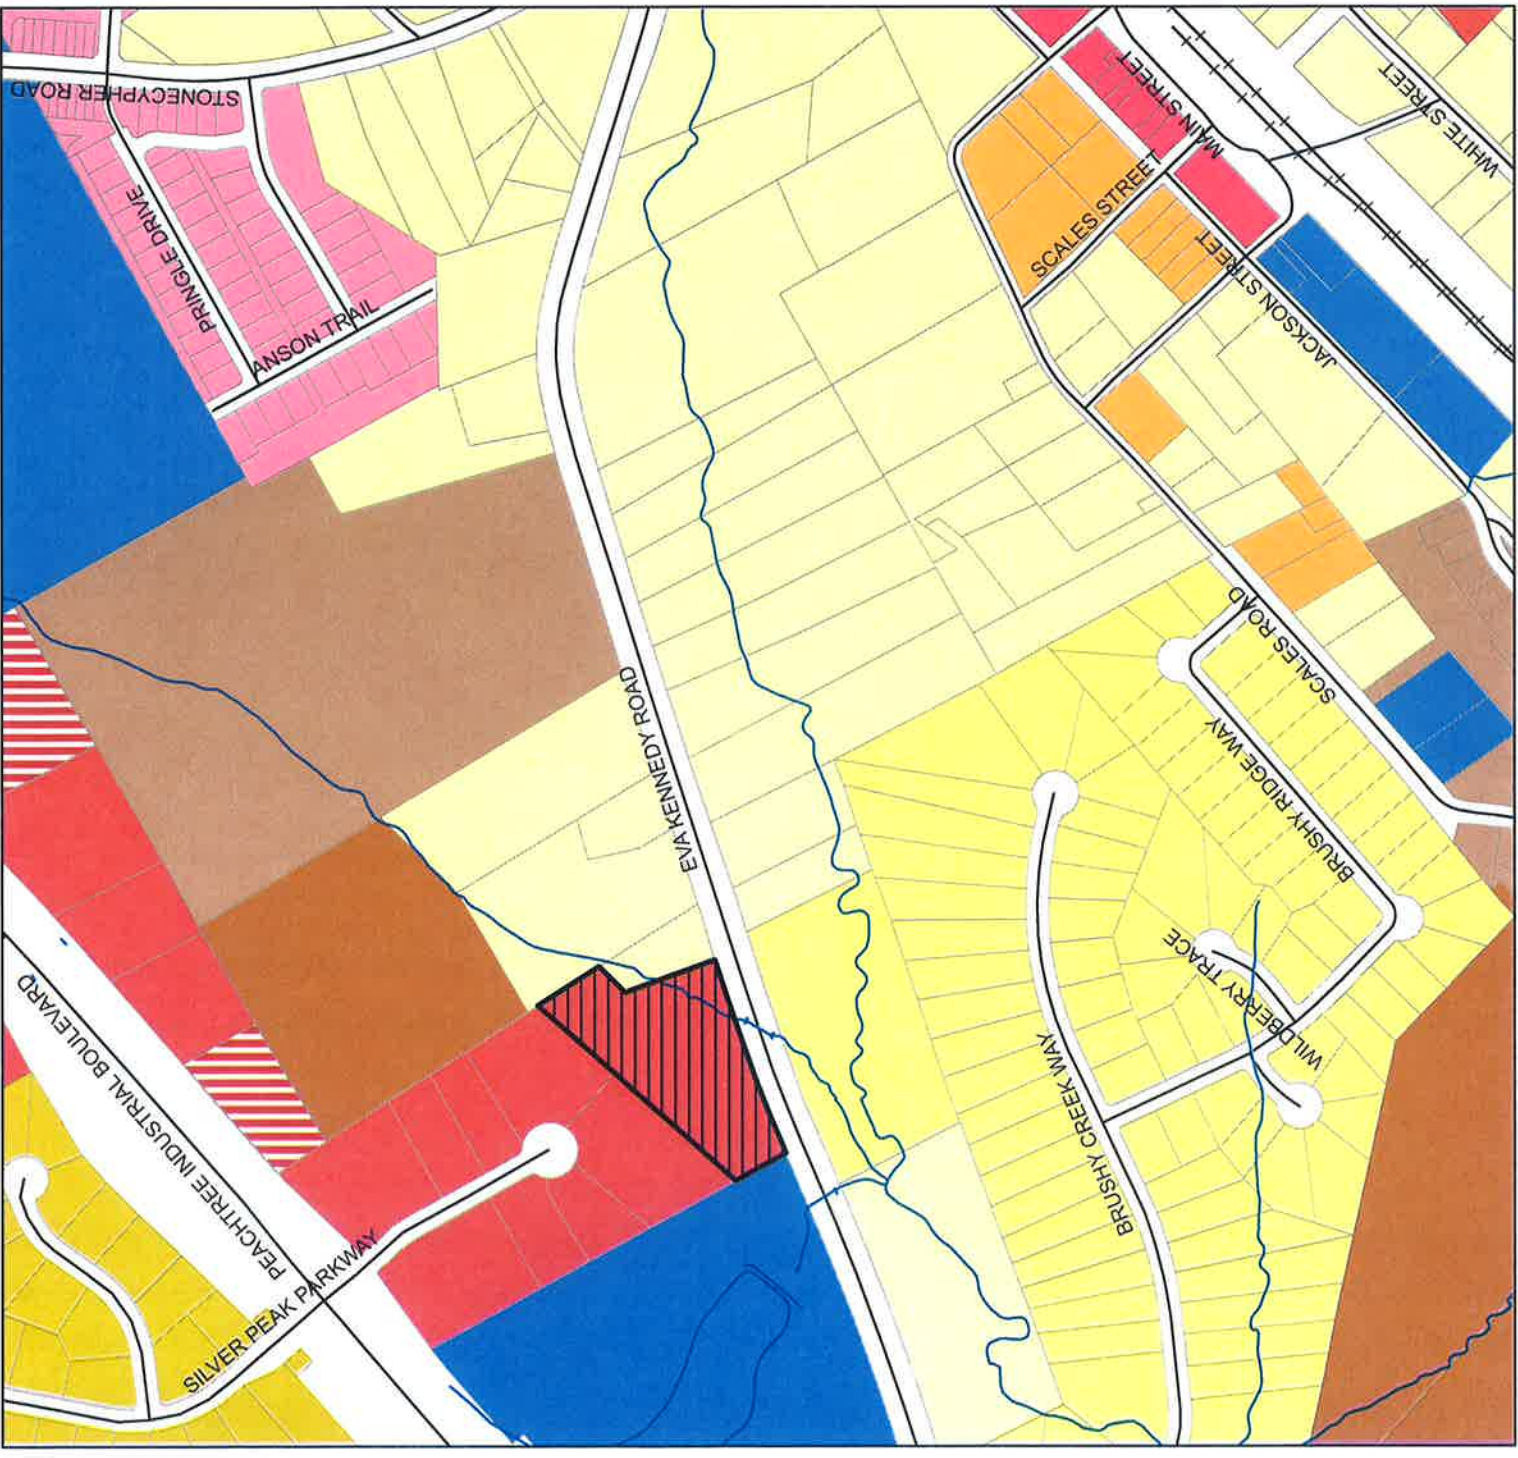 STONECYPHER ROAD
PRINGLE DRIVE
ANSON TRAIL
MAIN STREET
WHITE STREET
SCALES STREET
JACKSON STREET
SCALES ROAD
EVA KENNEDY ROAD
BRUSHY RIDGE WAY
WILDBERRY TRACE
BRUSHY CREEK WAY
PEACHTREE INDUSTRIAL BOULEVARD
SILVER PEAK PARKWAY